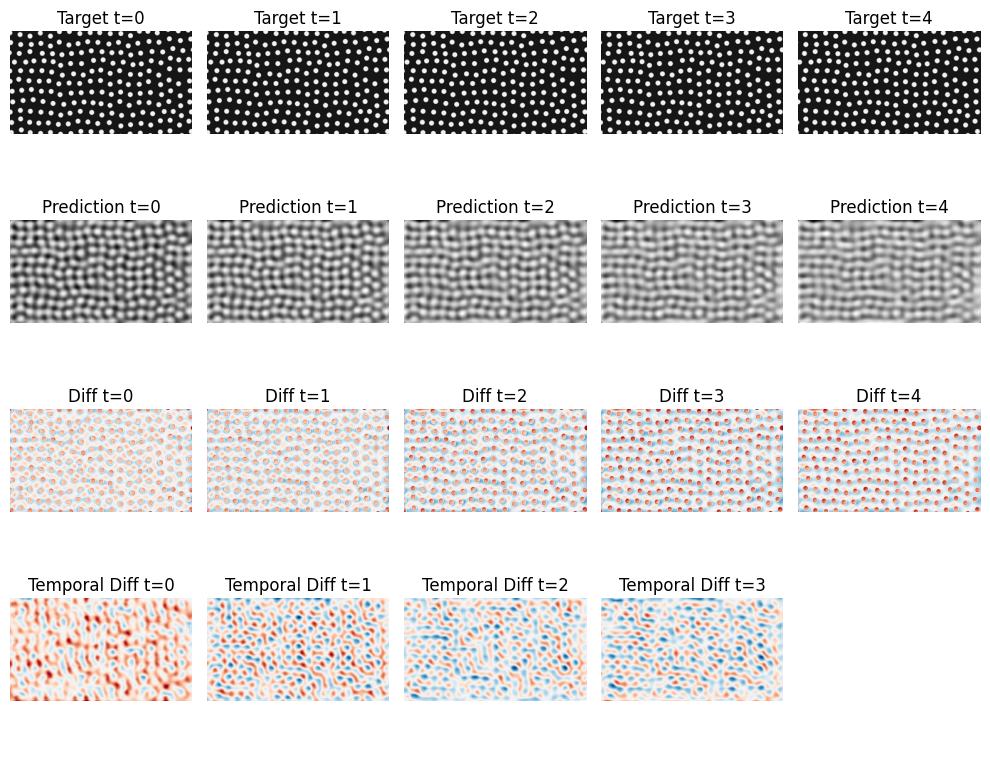 Target t=0 Target t=1 Target t=2 Target t=3 Target t=4
Prediction t=0 Prediction t=1 Prediction t=2 Prediction t=3 Prediction t=4
Diff t=0 Diff t=1 Diff t=2 Diff t=3 Diff t=4
Temporal Diff t=0 Temporal Diff t=1 Temporal Diff t=2 Temporal Diff t=3